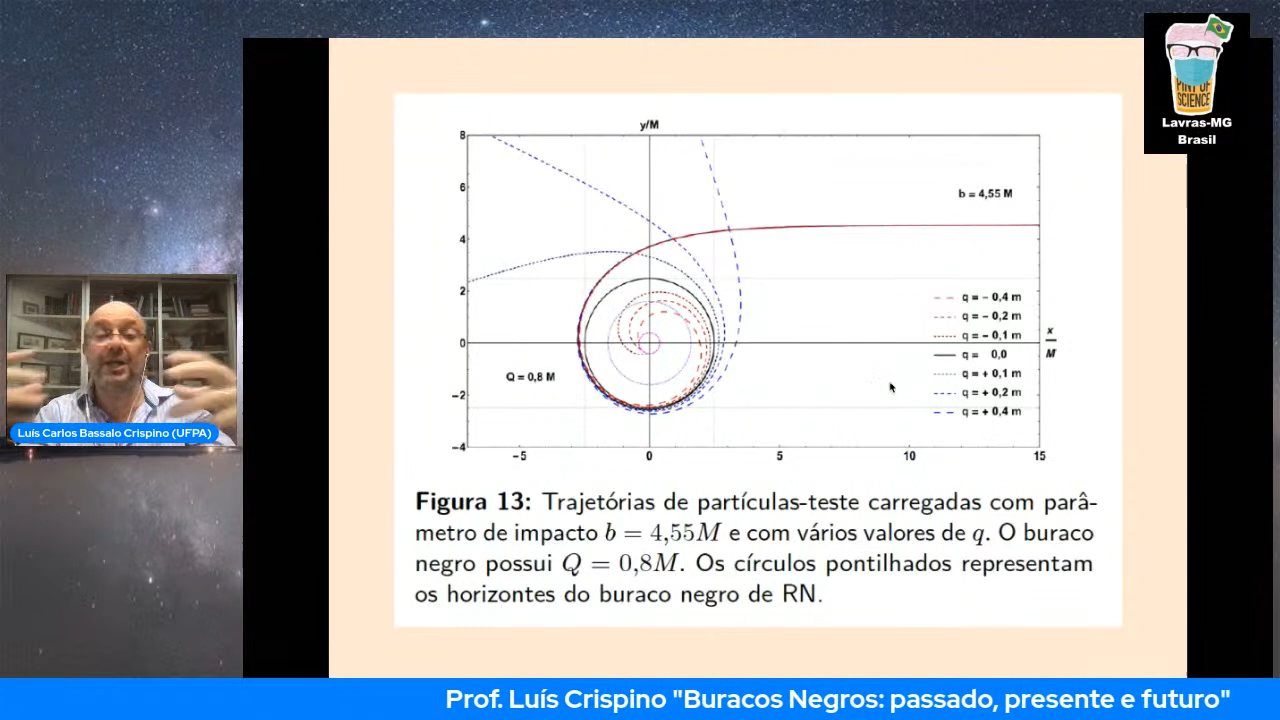 PINT OF
SCIENCE
Lavras-MG
Brasil
y/M
8
6
4
2
0
−2
−4
−5
0
5
10
15
x
M
b = 4,55 M
Q = 0,8 M
q = − 0,4 m
q = − 0,2 m
q = − 0,1 m
q = 0,0
q = + 0,1 m
q = + 0,2 m
q = + 0,4 m
Figura 13: Trajetórias de partículas-teste carregadas com parâ-
metro de impacto b = 4,55M e com vários valores de q. O buraco
negro possui Q = 0,8M. Os círculos pontilhados representam
os horizontes do buraco negro de RN.
Luís Carlos Bassalo Crispino (UFPA)
Prof. Luís Crispino "Buracos Negros: passado, presente e futuro"